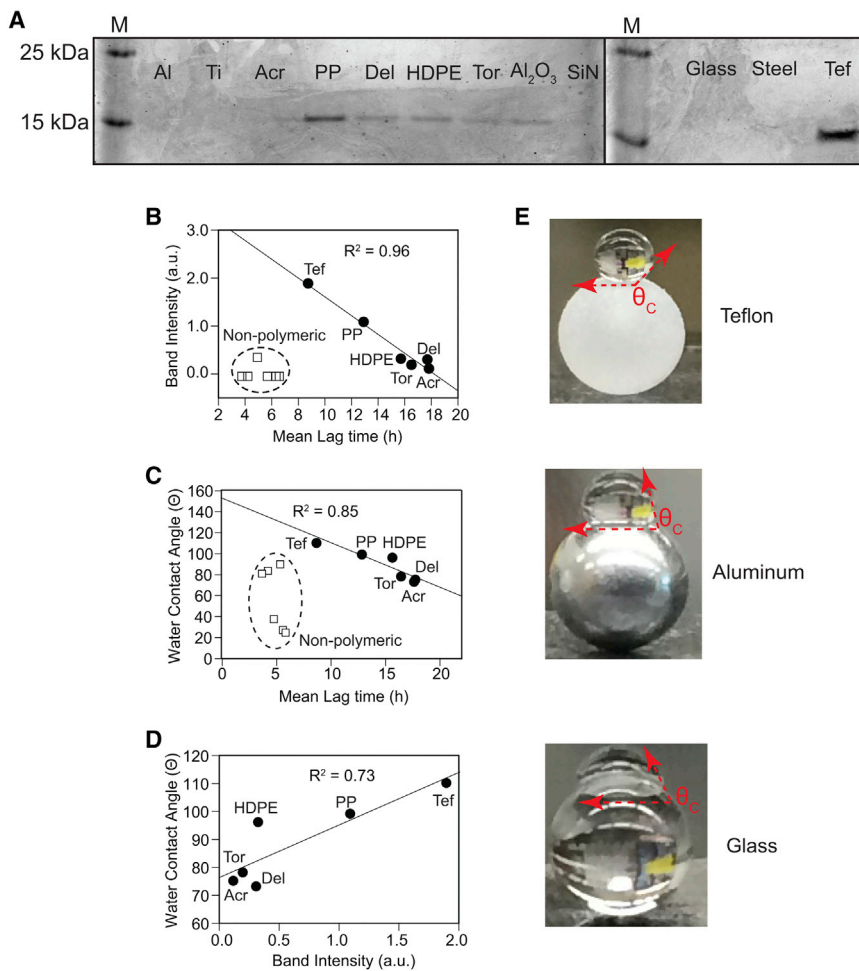 A
M
M
25 kDa
Al Ti Acr PP Del HDPE Tor Al2O3 SiN
Glass Steel Tef
15 kDa
B
3.0
R2 = 0.96
Tef
2.0
Band Intensity (a.u.)
Non-polymeric
PP
1.0
HDPE
Del
Tor
Acr
0.0
2 4 6 8 10 12 14 16 18 20
Mean Lag time (h)
E
θC
Teflon
C
160
140
120
100
80
60
40
20
0
Water Contact Angle (Θ)
R2 = 0.85
Tef
PP HDPE
Tor
Del
Acr
Non-polymeric
0 5 10 15 20
Mean Lag time (h)
θC
Aluminum
D
120
110
100
90
80
70
60
Water Contact Angle (Θ)
R2 = 0.73
HDPE
PP
Tef
Tor
Acr
Del
0.0 0.5 1.0 1.5 2.0
Band Intensity (a.u.)
θC
Glass